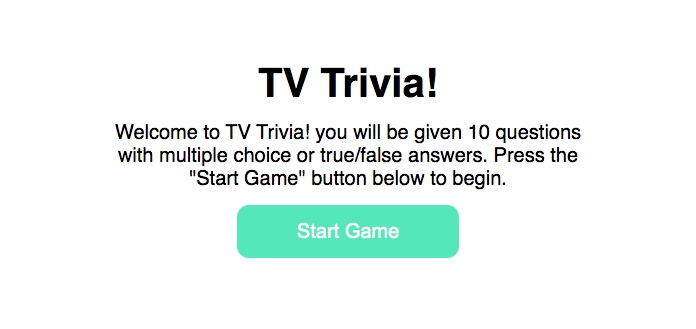 TV Trivia!
Welcome to TV Trivia! you will be given 10 questions
with multiple choice or true/false answers. Press the
"Start Game" button below to begin.
Start Game